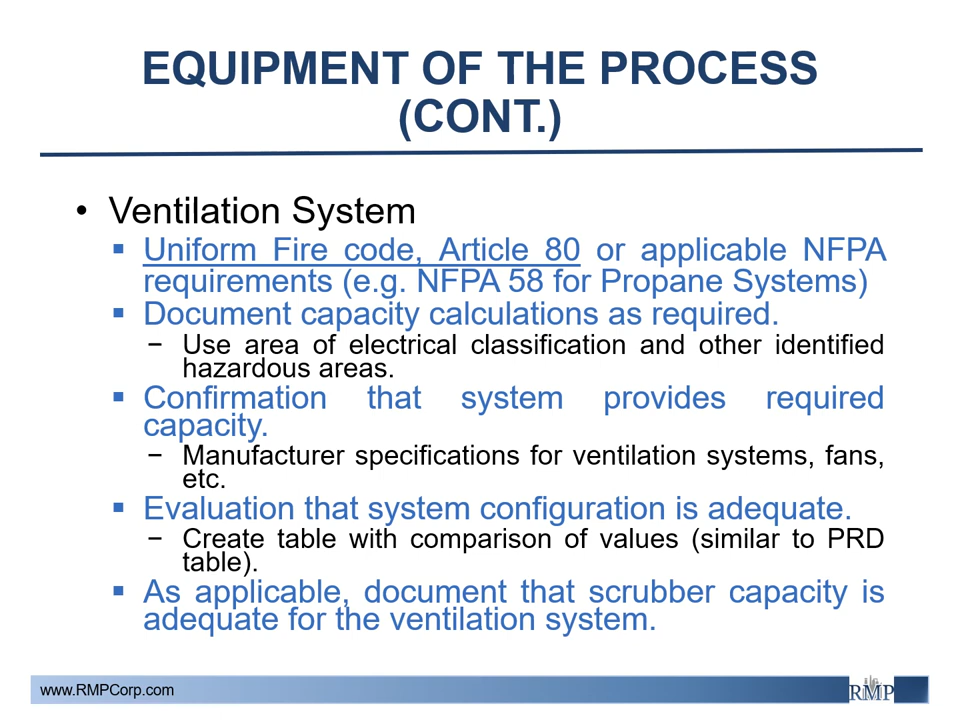 EQUIPMENT OF THE PROCESS
(CONT.)
• Ventilation System
▪ Uniform Fire code, Article 80 or applicable NFPA
requirements (e.g. NFPA 58 for Propane Systems)
▪ Document capacity calculations as required.
− Use area of electrical classification and other identified
hazardous areas.
▪ Confirmation that system provides required
capacity.
− Manufacturer specifications for ventilation systems, fans,
etc.
▪ Evaluation that system configuration is adequate.
− Create table with comparison of values (similar to PRD
table).
▪ As applicable, document that scrubber capacity is
adequate for the ventilation system.
www.RMPCorp.com
RMP